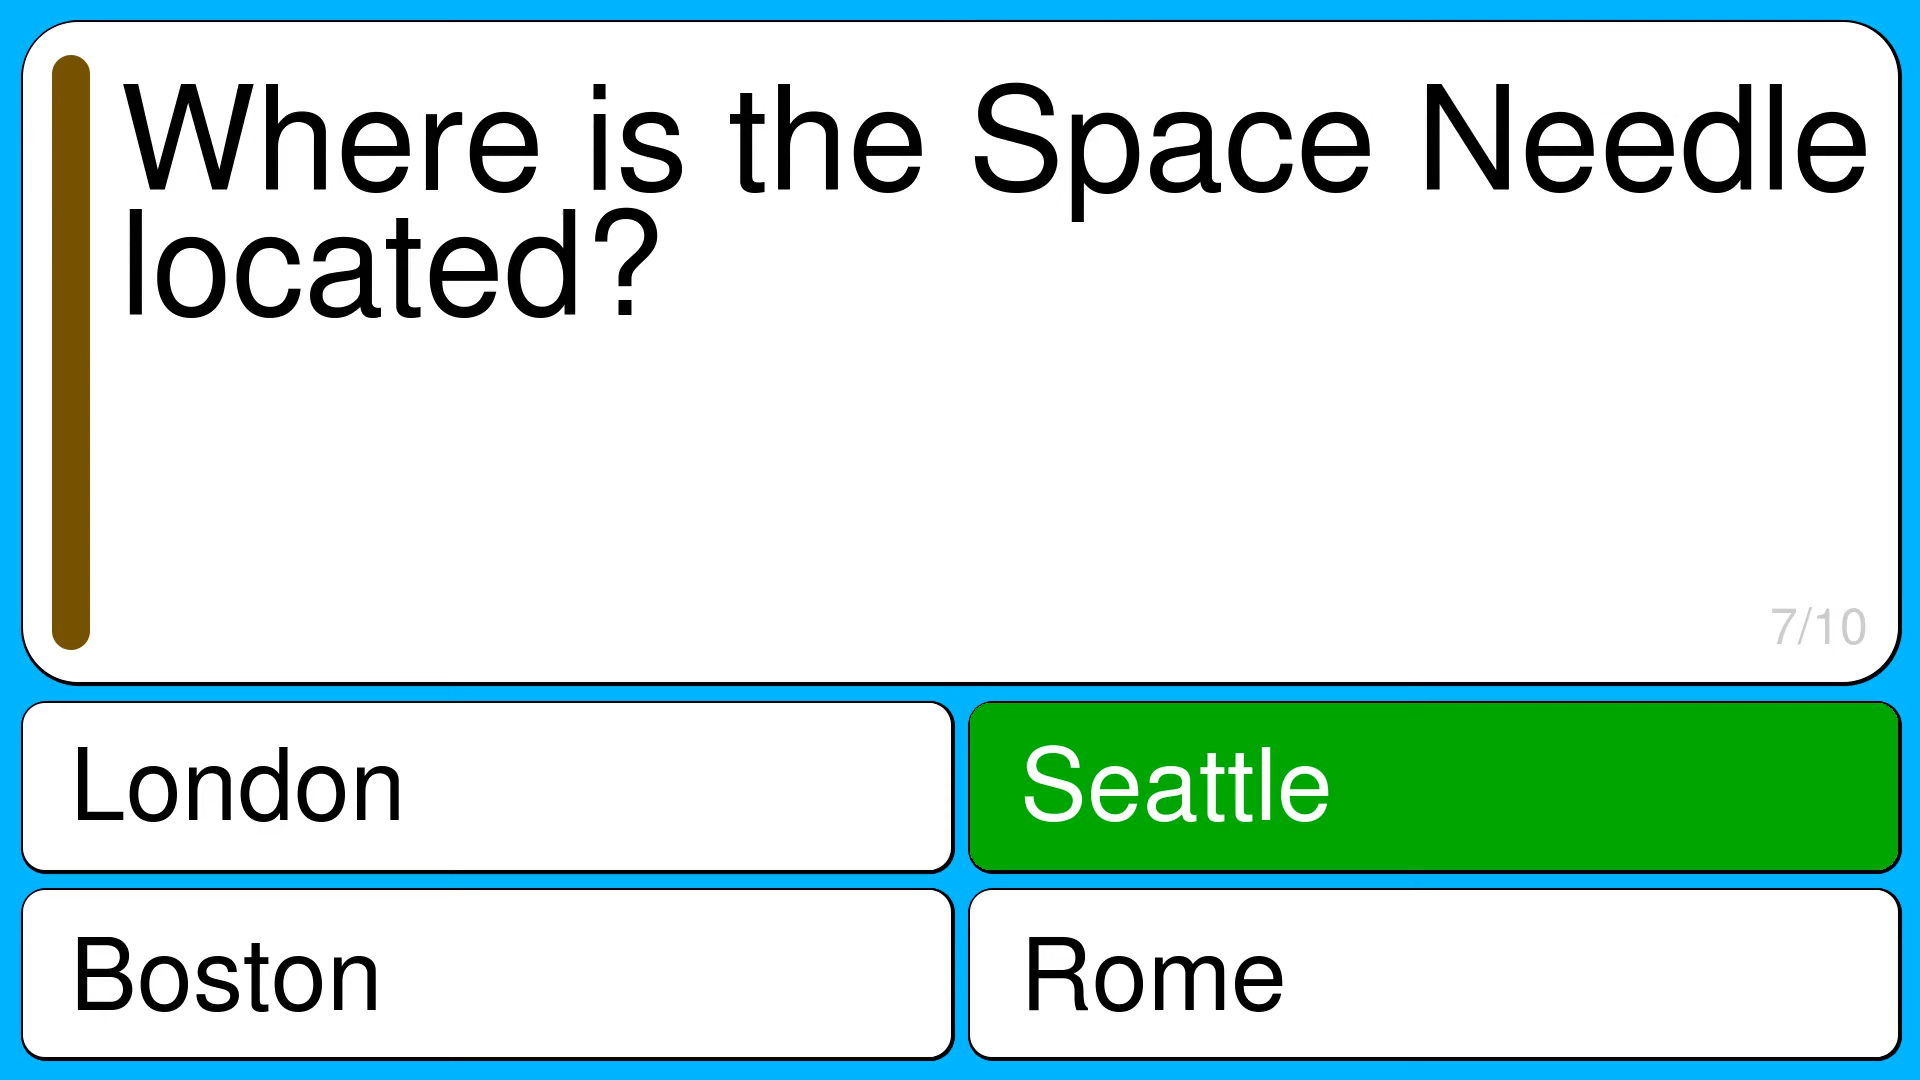 Where is the Space Needle
located?
7/10
London
Seattle
Boston
Rome